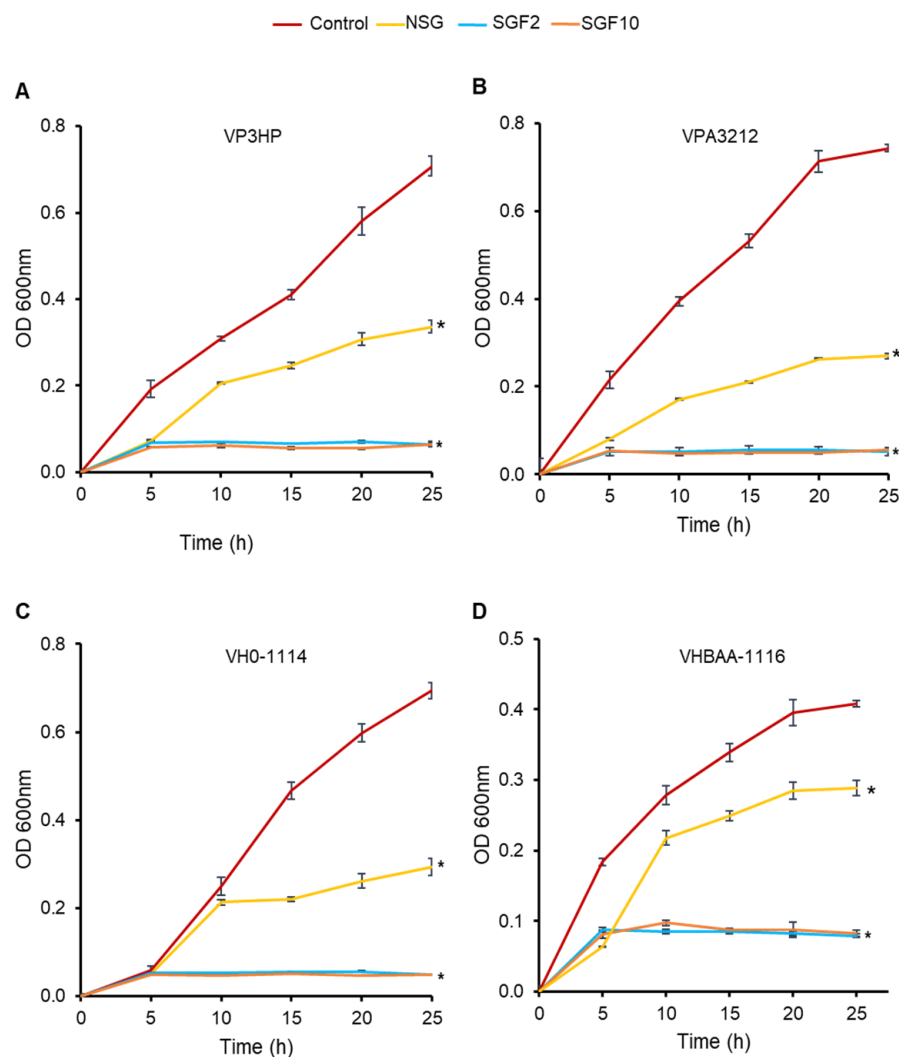 Control NSG SGF2 SGF10
A
VP3HP
0.8
0.6
0.4
0.2
0.0
OD 600nm
*
*
0 5 10 15 20 25
Time (h)
B
VPA3212
0.8
0.6
0.4
0.2
0.0
OD 600nm
*
*
0 5 10 15 20 25
Time (h)
C
VH0-1114
0.8
0.6
0.4
0.2
0.0
OD 600nm
*
*
0 5 10 15 20 25
Time (h)
D
VHBAA-1116
0.5
0.4
0.3
0.2
0.1
0.0
OD 600nm
*
*
0 5 10 15 20 25
Time (h)